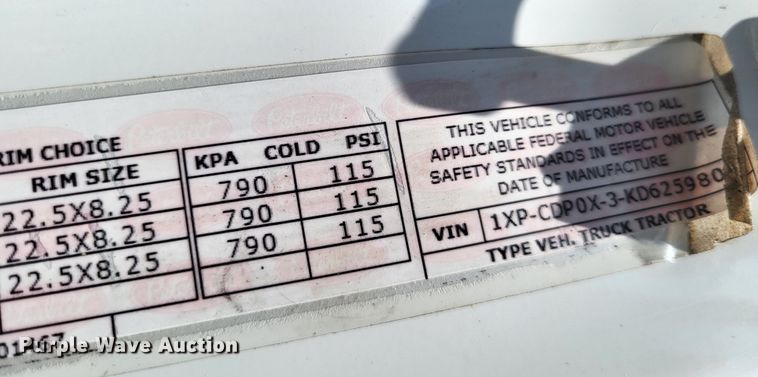 RIM CHOICE
RIM SIZE
22.5X8.25
22.5X8.25
22.5X8.25
KPA COLD PSI
790 115
790 115
790 115
THIS VEHICLE CONFORMS TO ALL
APPLICABLE FEDERAL MOTOR VEHICLE
SAFETY STANDARDS IN EFFECT ON THE
DATE OF MANUFACTURE
VIN 1XP-CDP0X-3-KD625980
TYPE VEH. TRUCK TRACTOR
Purple Wave Auction